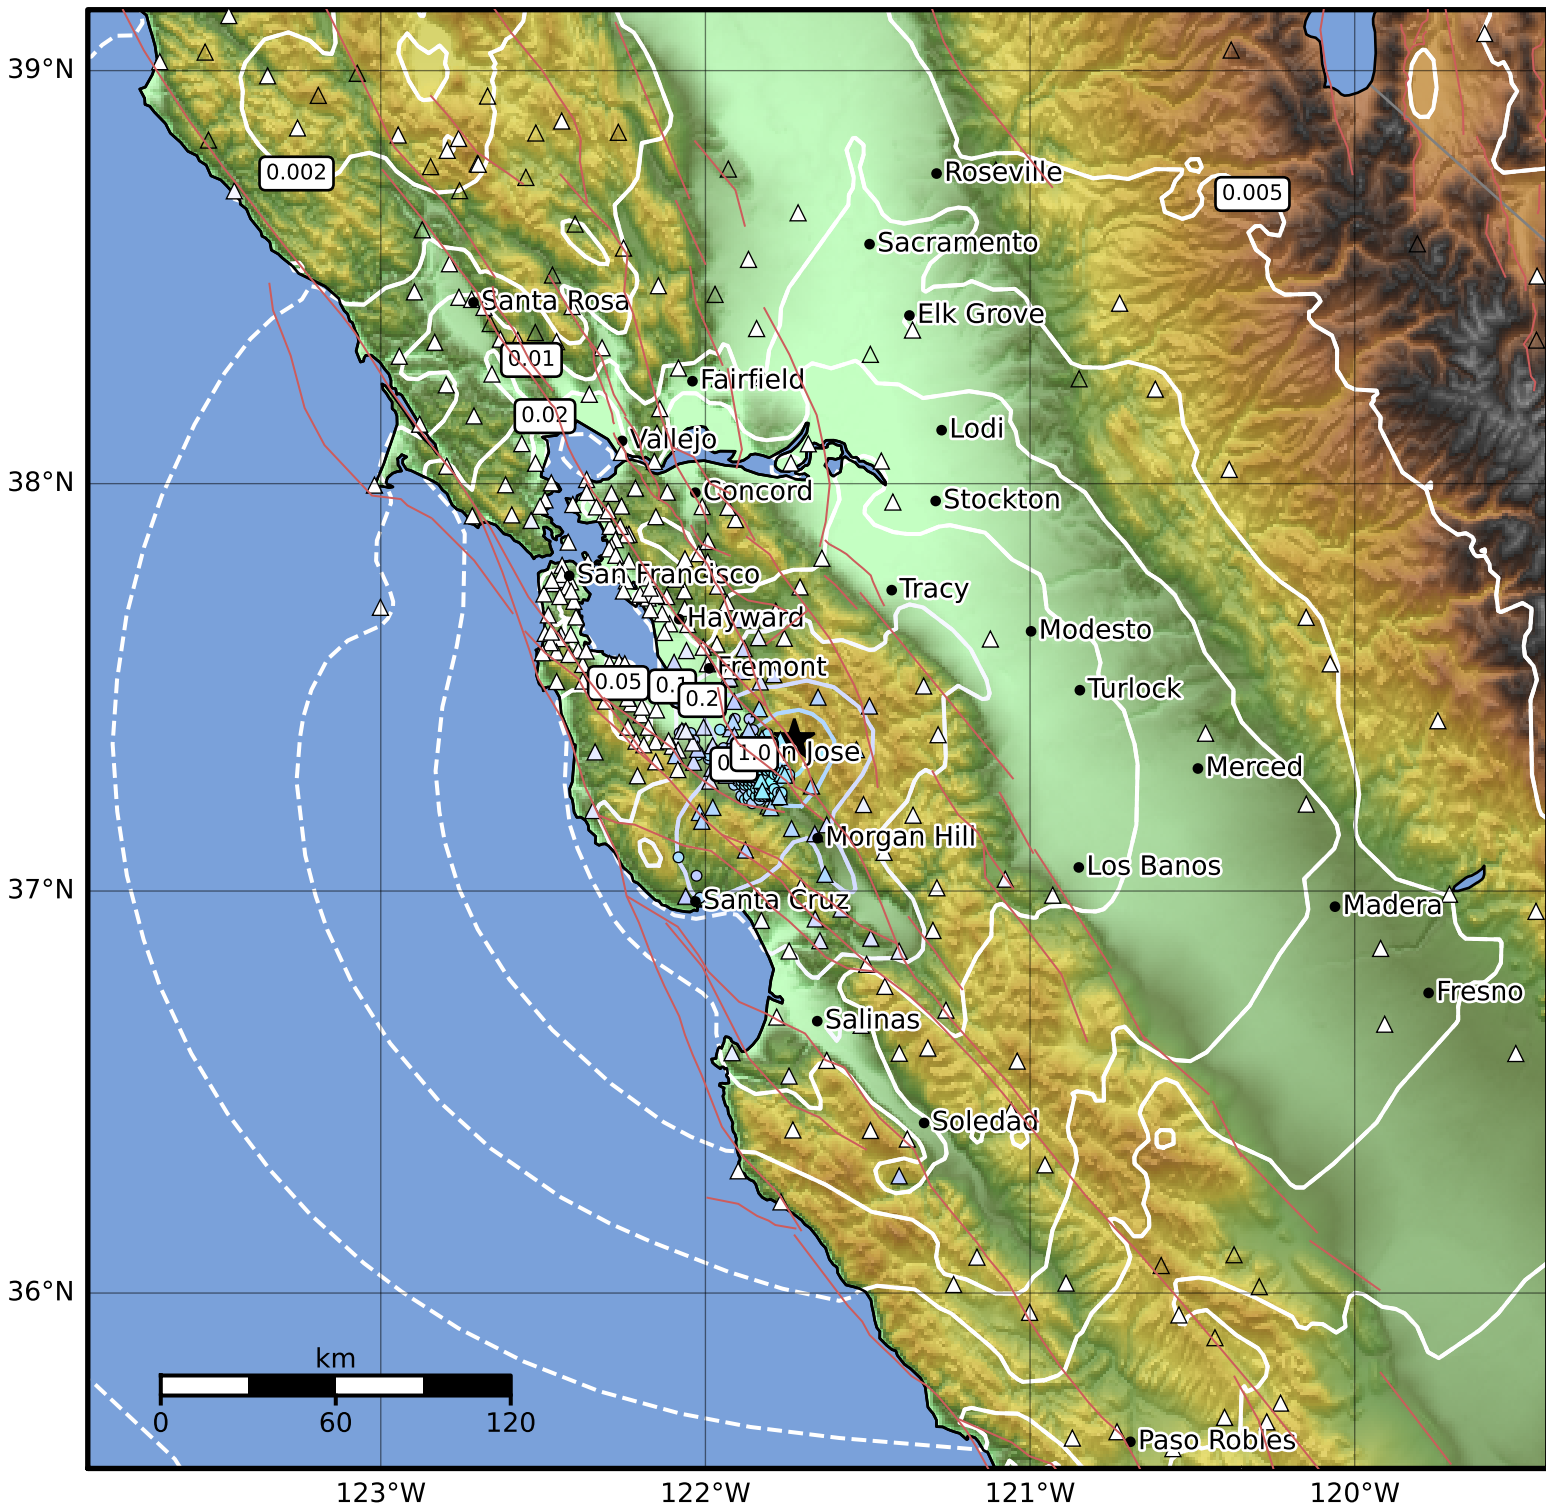 39°N
0.002
Roseville
0.005
Sacramento
Santa Rosa
Elk Grove
0.01
Fairfield
0.02
Vallejo
Lodi
38°N
Concord
Stockton
San Francisco
Tracy
Hayward
Modesto
Fremont
0.05
0.1
0.2
Turlock
1.0
n Jose
Merced
Morgan Hill
Los Banos
37°N
Santa Cruz
Madera
Fresno
Salinas
Soledad
36°N
km
0 60 120
Paso Robles
123°W 122°W 121°W 120°W